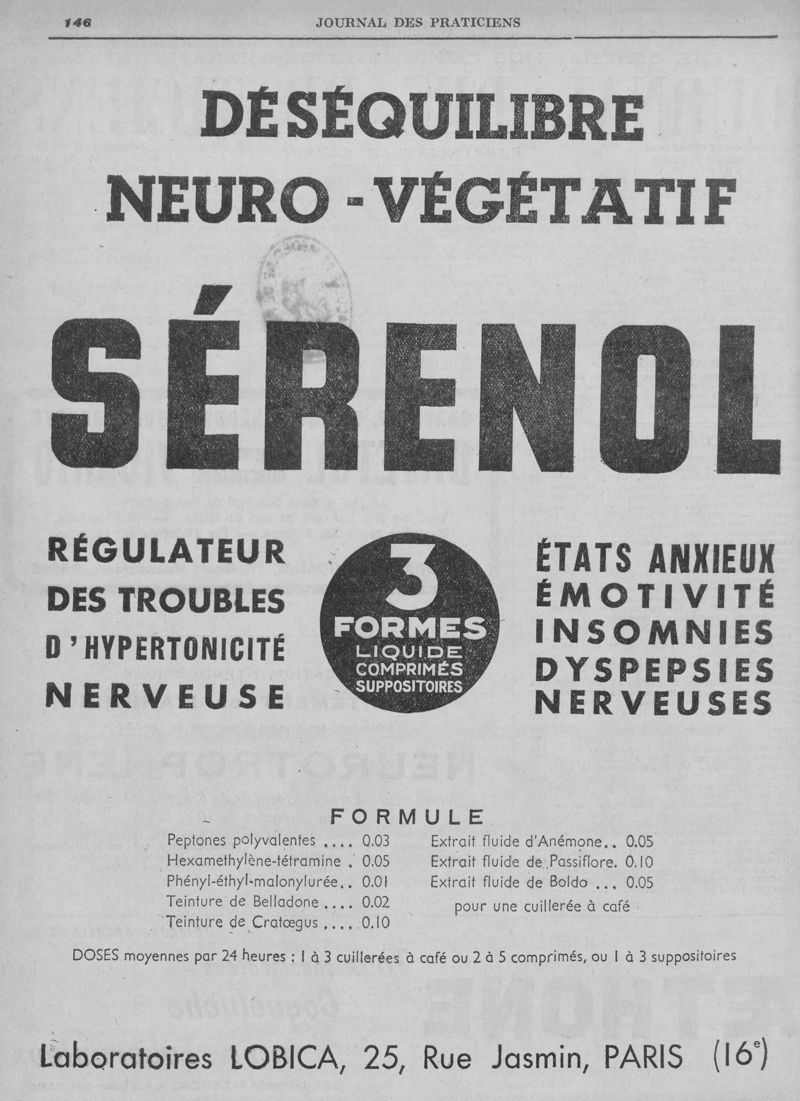 146
JOURNAL DES PRATICIENS
DÉSÉQUILIBRE
NEURO - VÉGÉTATIF
SÉRENOL
RÉGULATEUR
DES TROUBLES
D'HYPERTONICITÉ
NERVEUSE
3
FORMES
LIQUIDE
COMPRIMÉS
SUPPOSITOIRES
ÉTATS ANXIEUX
ÉMOTIVITÉ
INSOMNIES
DYSPEPSIES
NERVEUSES
FORMULE
Peptones polyvalentes .... 0.03
Hexamethylène-tétramine . 0.05
Phényl-éthyl-malonylurée.. 0.01
Teinture de Belladone .... 0.02
Teinture de Cratœgus ..... 0.10
Extrait fluide d'Anémone.. 0.05
Extrait fluide de Passiflore. 0.10
Extrait fluide de Boldo ... 0.05
pour une cuillerée à café
DOSES moyennes par 24 heures : 1 à 3 cuillerées à café ou 2 à 5 comprimés, ou 1 à 3 suppositoires
Laboratoires LOBICA, 25, Rue Jasmin, PARIS (16e)